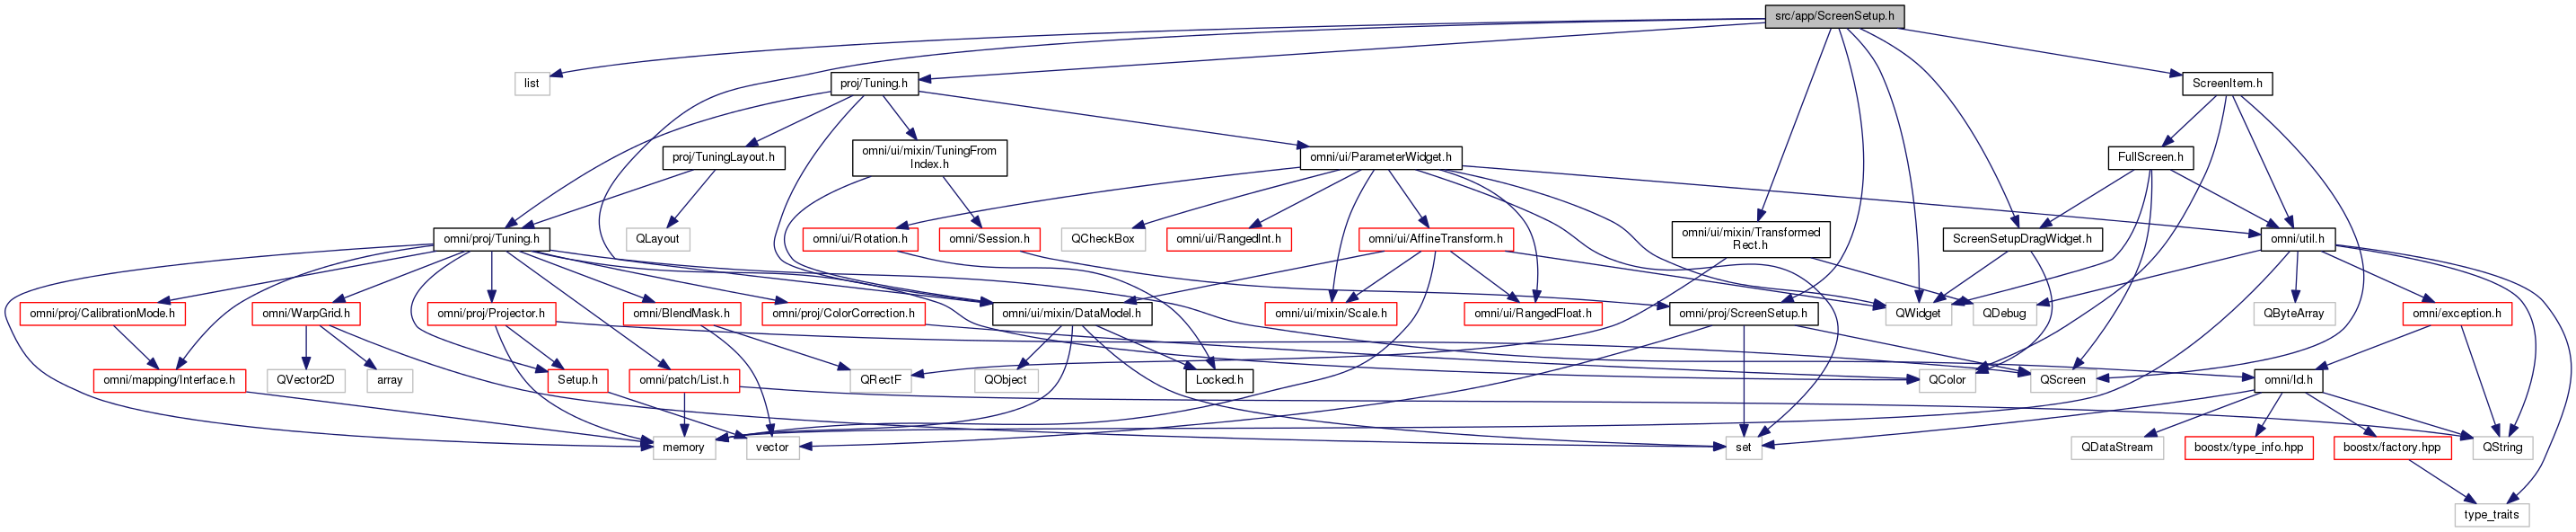 src/app/ScreenSetup.h
list
proj/Tuning.h
ScreenItem.h
proj/TuningLayout.h
omni/ui/mixin/TuningFrom
Index.h
omni/ui/ParameterWidget.h
FullScreen.h
omni/proj/Tuning.h
QLayout
omni/ui/Rotation.h
omni/Session.h
QCheckBox
omni/ui/RangedInt.h
omni/ui/AffineTransform.h
omni/ui/mixin/Transformed
Rect.h
ScreenSetupDragWidget.h
omni/util.h
omni/proj/CalibrationMode.h
omni/WarpGrid.h
omni/proj/Projector.h
omni/BlendMask.h
omni/proj/ColorCorrection.h
omni/ui/mixin/DataModel.h
omni/ui/mixin/Scale.h
omni/ui/RangedFloat.h
omni/proj/ScreenSetup.h
QWidget
QDebug
QByteArray
omni/exception.h
omni/mapping/Interface.h
QVector2D
array
Setup.h
omni/patch/List.h
QRectF
QObject
Locked.h
QColor
QScreen
omni/Id.h
memory
vector
set
QDataStream
boostx/type_info.hpp
boostx/factory.hpp
QString
type_traits